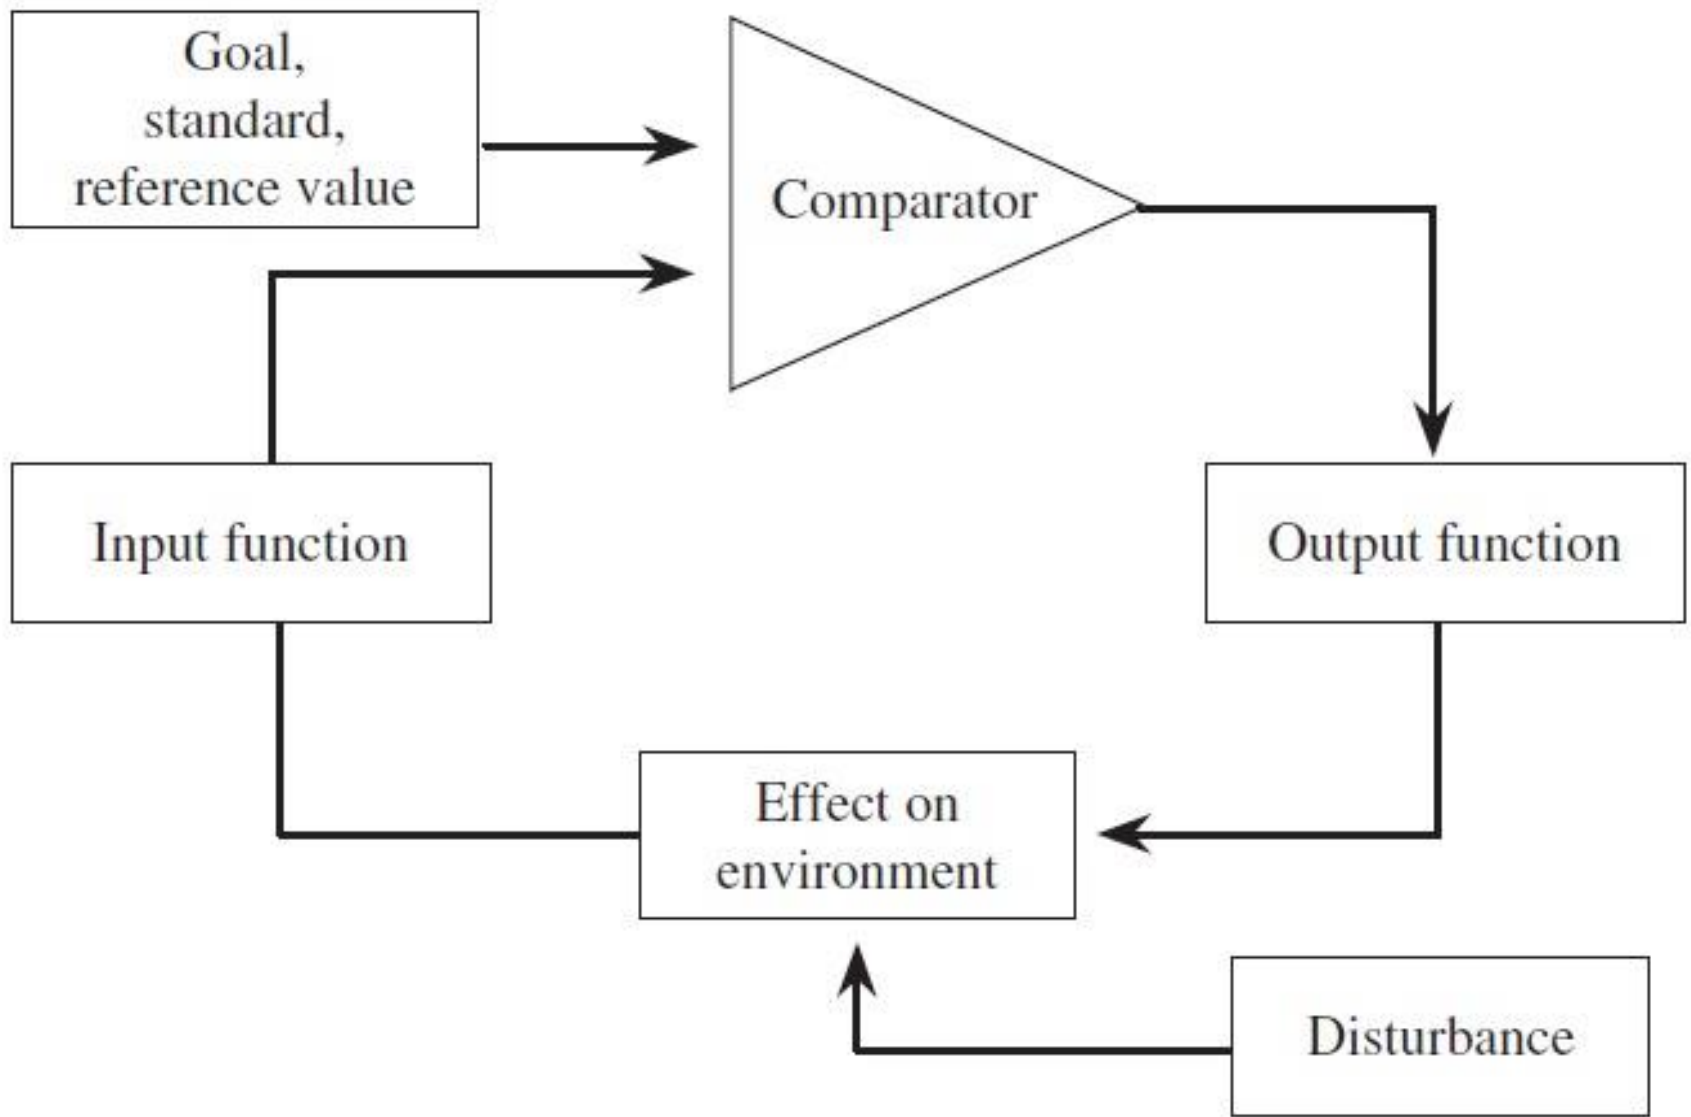 Goal,
standard,
reference value
Comparator
Input function
Output function
Effect on
environment
Disturbance